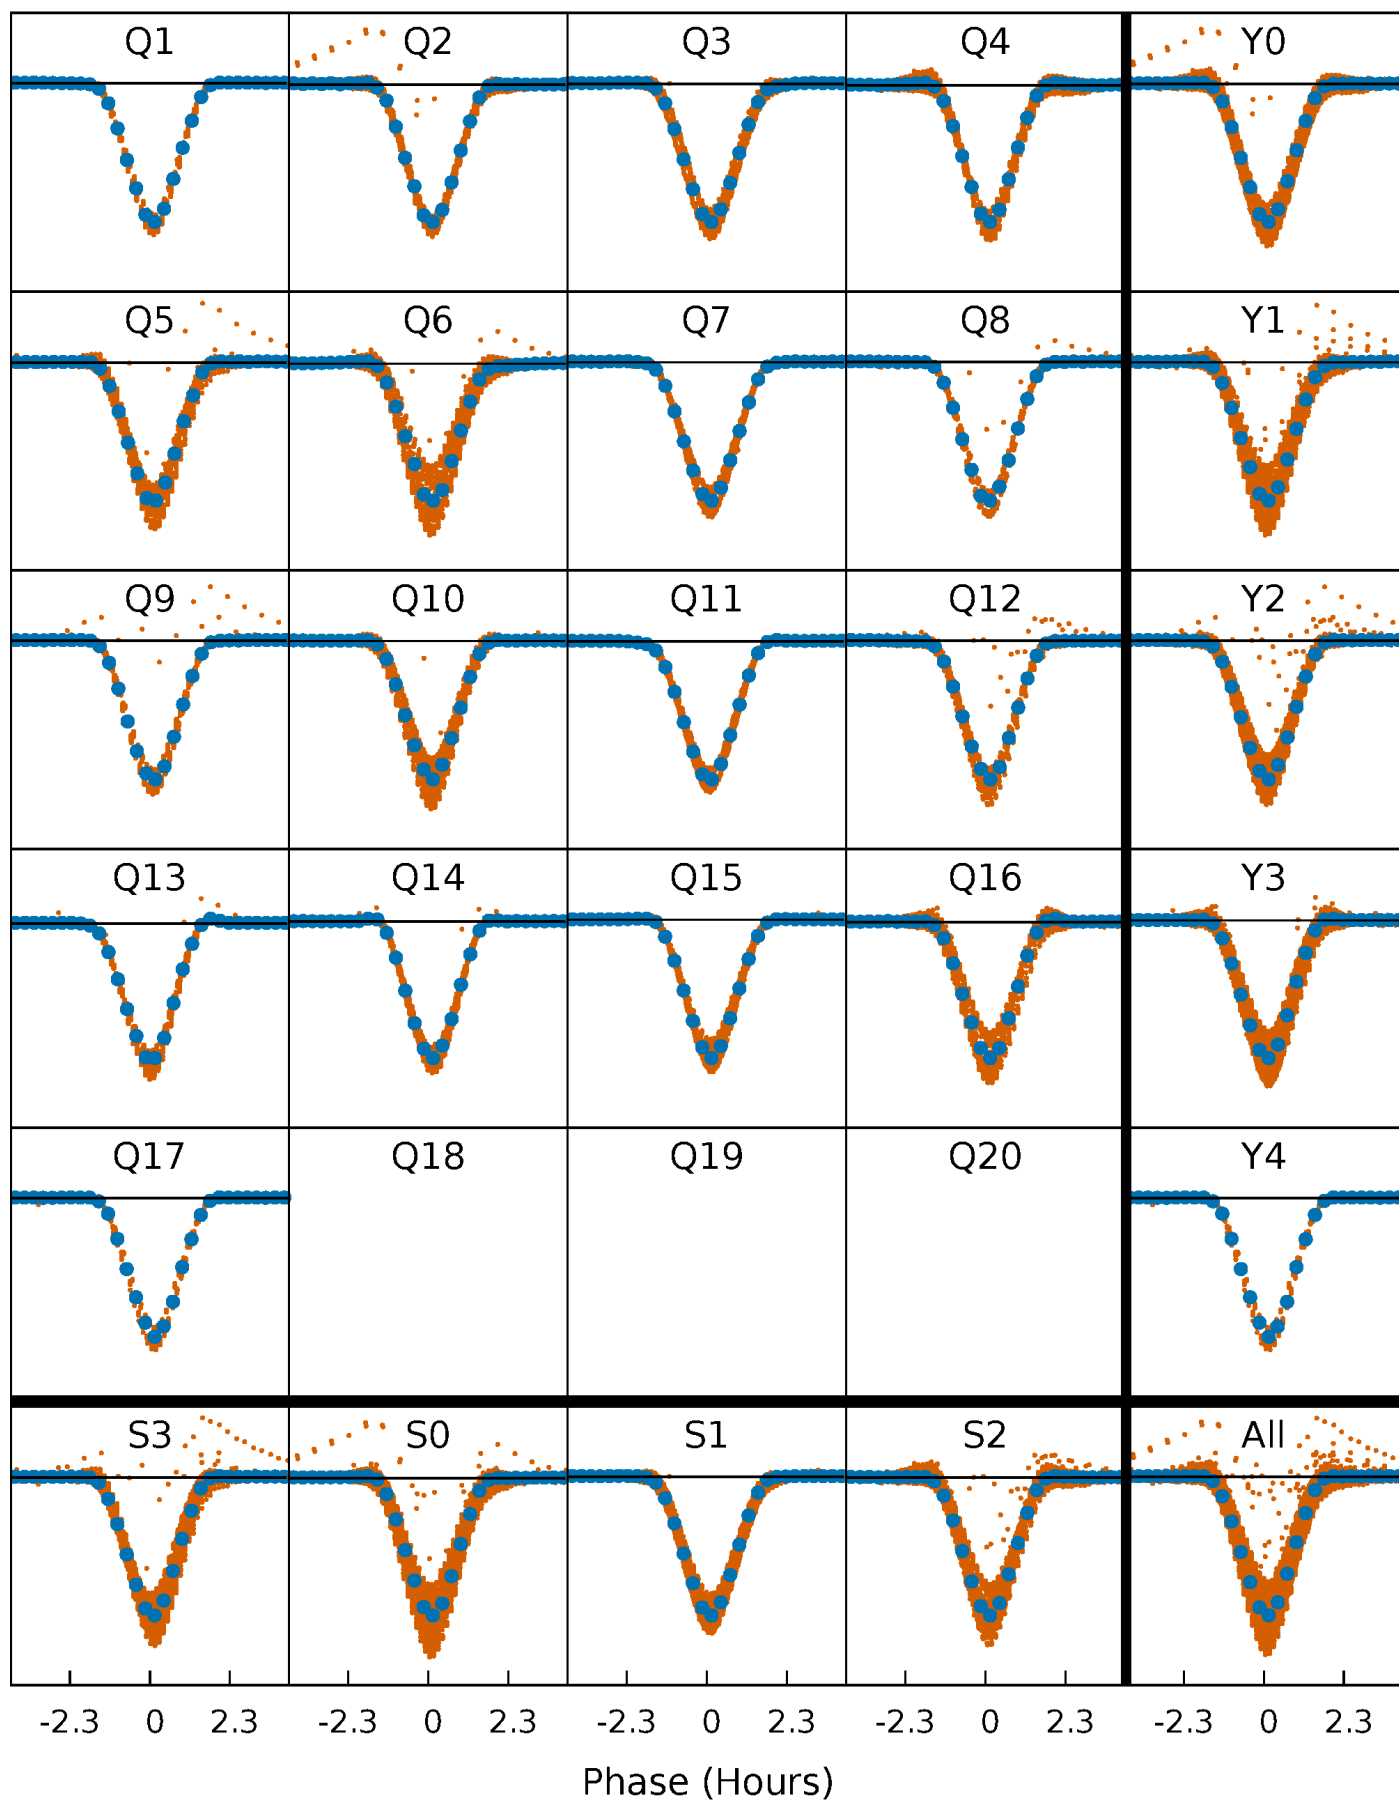 Q1 Q2 Q3 Q4 Y0
Q5 Q6 Q7 Q8 Y1
Q9 Q10 Q11 Q12 Y2
Q13 Q14 Q15 Q16 Y3
Q17 Q18 Q19 Q20 Y4
S3 S0 S1 S2 All
-2.3 0 2.3 -2.3 0 2.3 -2.3 0 2.3 -2.3 0 2.3 -2.3 0 2.3
Phase (Hours)